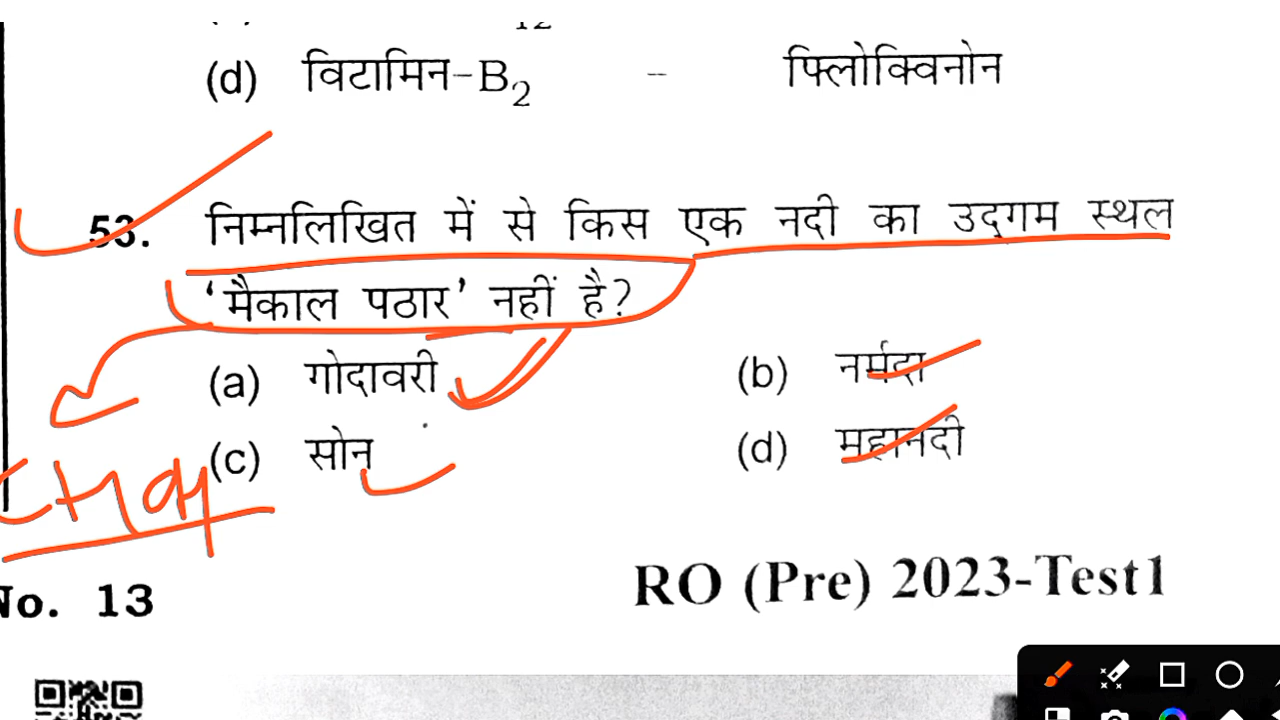 (d) विटामिन-B2 - फिलोक्विनोन
53. निम्नलिखित में से किस एक नदी का उद्गम स्थल
'मैकाल पठार' नहीं है?
(a) गोदावरी (b) नर्मदा
(c) सोन (d) महानदी
No. 13 RO (Pre) 2023-Test1